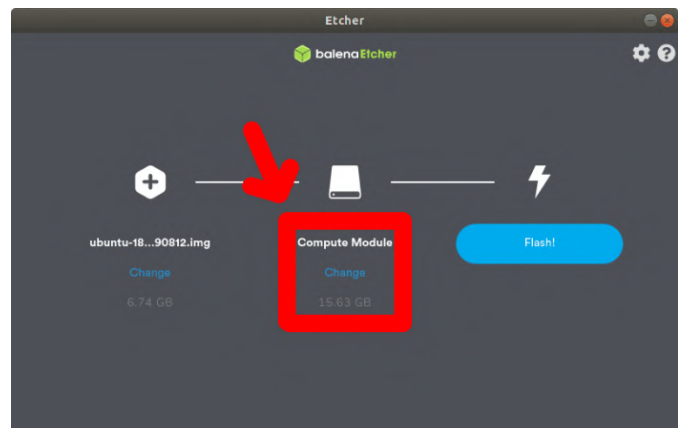 Etcher
balenaEtcher
ubuntu-18...90812.img
Compute Module
Flash!
Change
Change
6.74 GB
15.63 GB